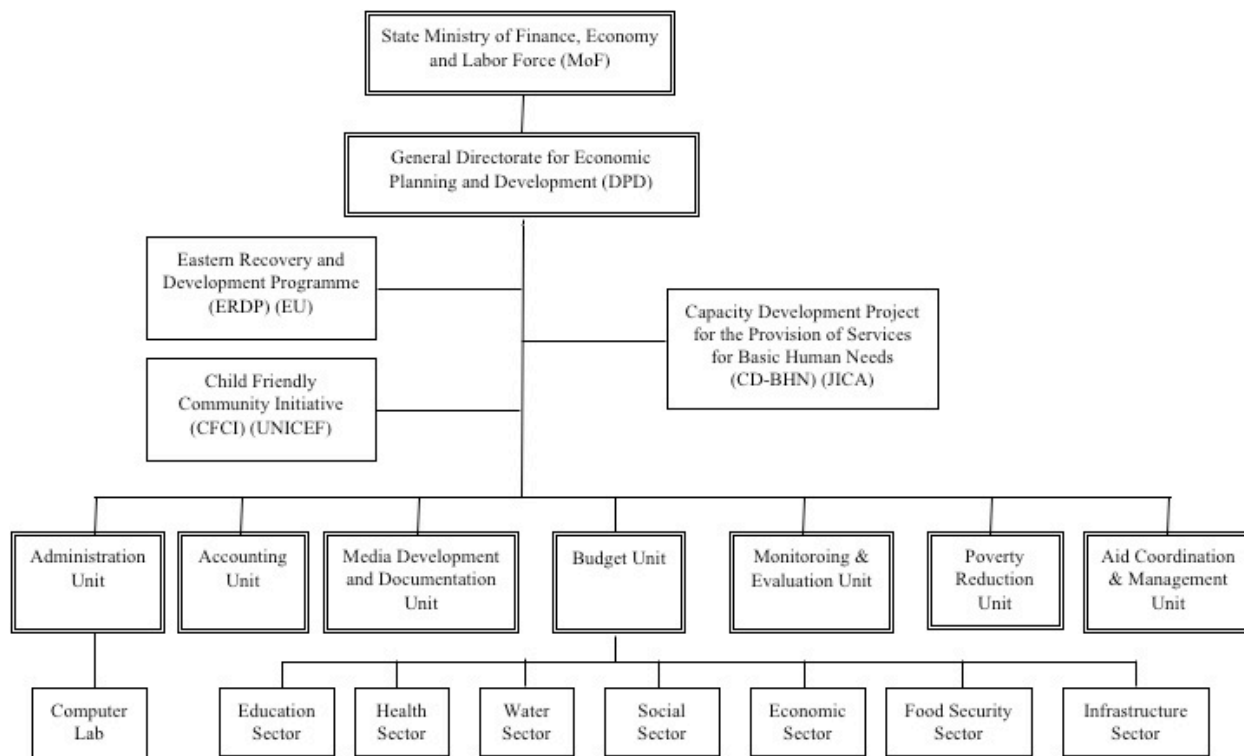 State Ministry of Finance, Economy
and Labor Force (MoF)
General Directorate for Economic
Planning and Development (DPD)
Eastern Recovery and
Development Programme
(ERDP) (EU)
Capacity Development Project
for the Provision of Services
for Basic Human Needs
(CD-BHN) (JICA)
Child Friendly
Community Initiative
(CFCI) (UNICEF)
Administration
Unit
Accounting
Unit
Media Development
and Documentation
Unit
Budget Unit
Monitoroing &
Evaluation Unit
Poverty
Reduction
Unit
Aid Coordination
& Management
Unit
Computer
Lab
Education
Sector
Health
Sector
Water
Sector
Social
Sector
Economic
Sector
Food Security
Sector
Infrastructure
Sector